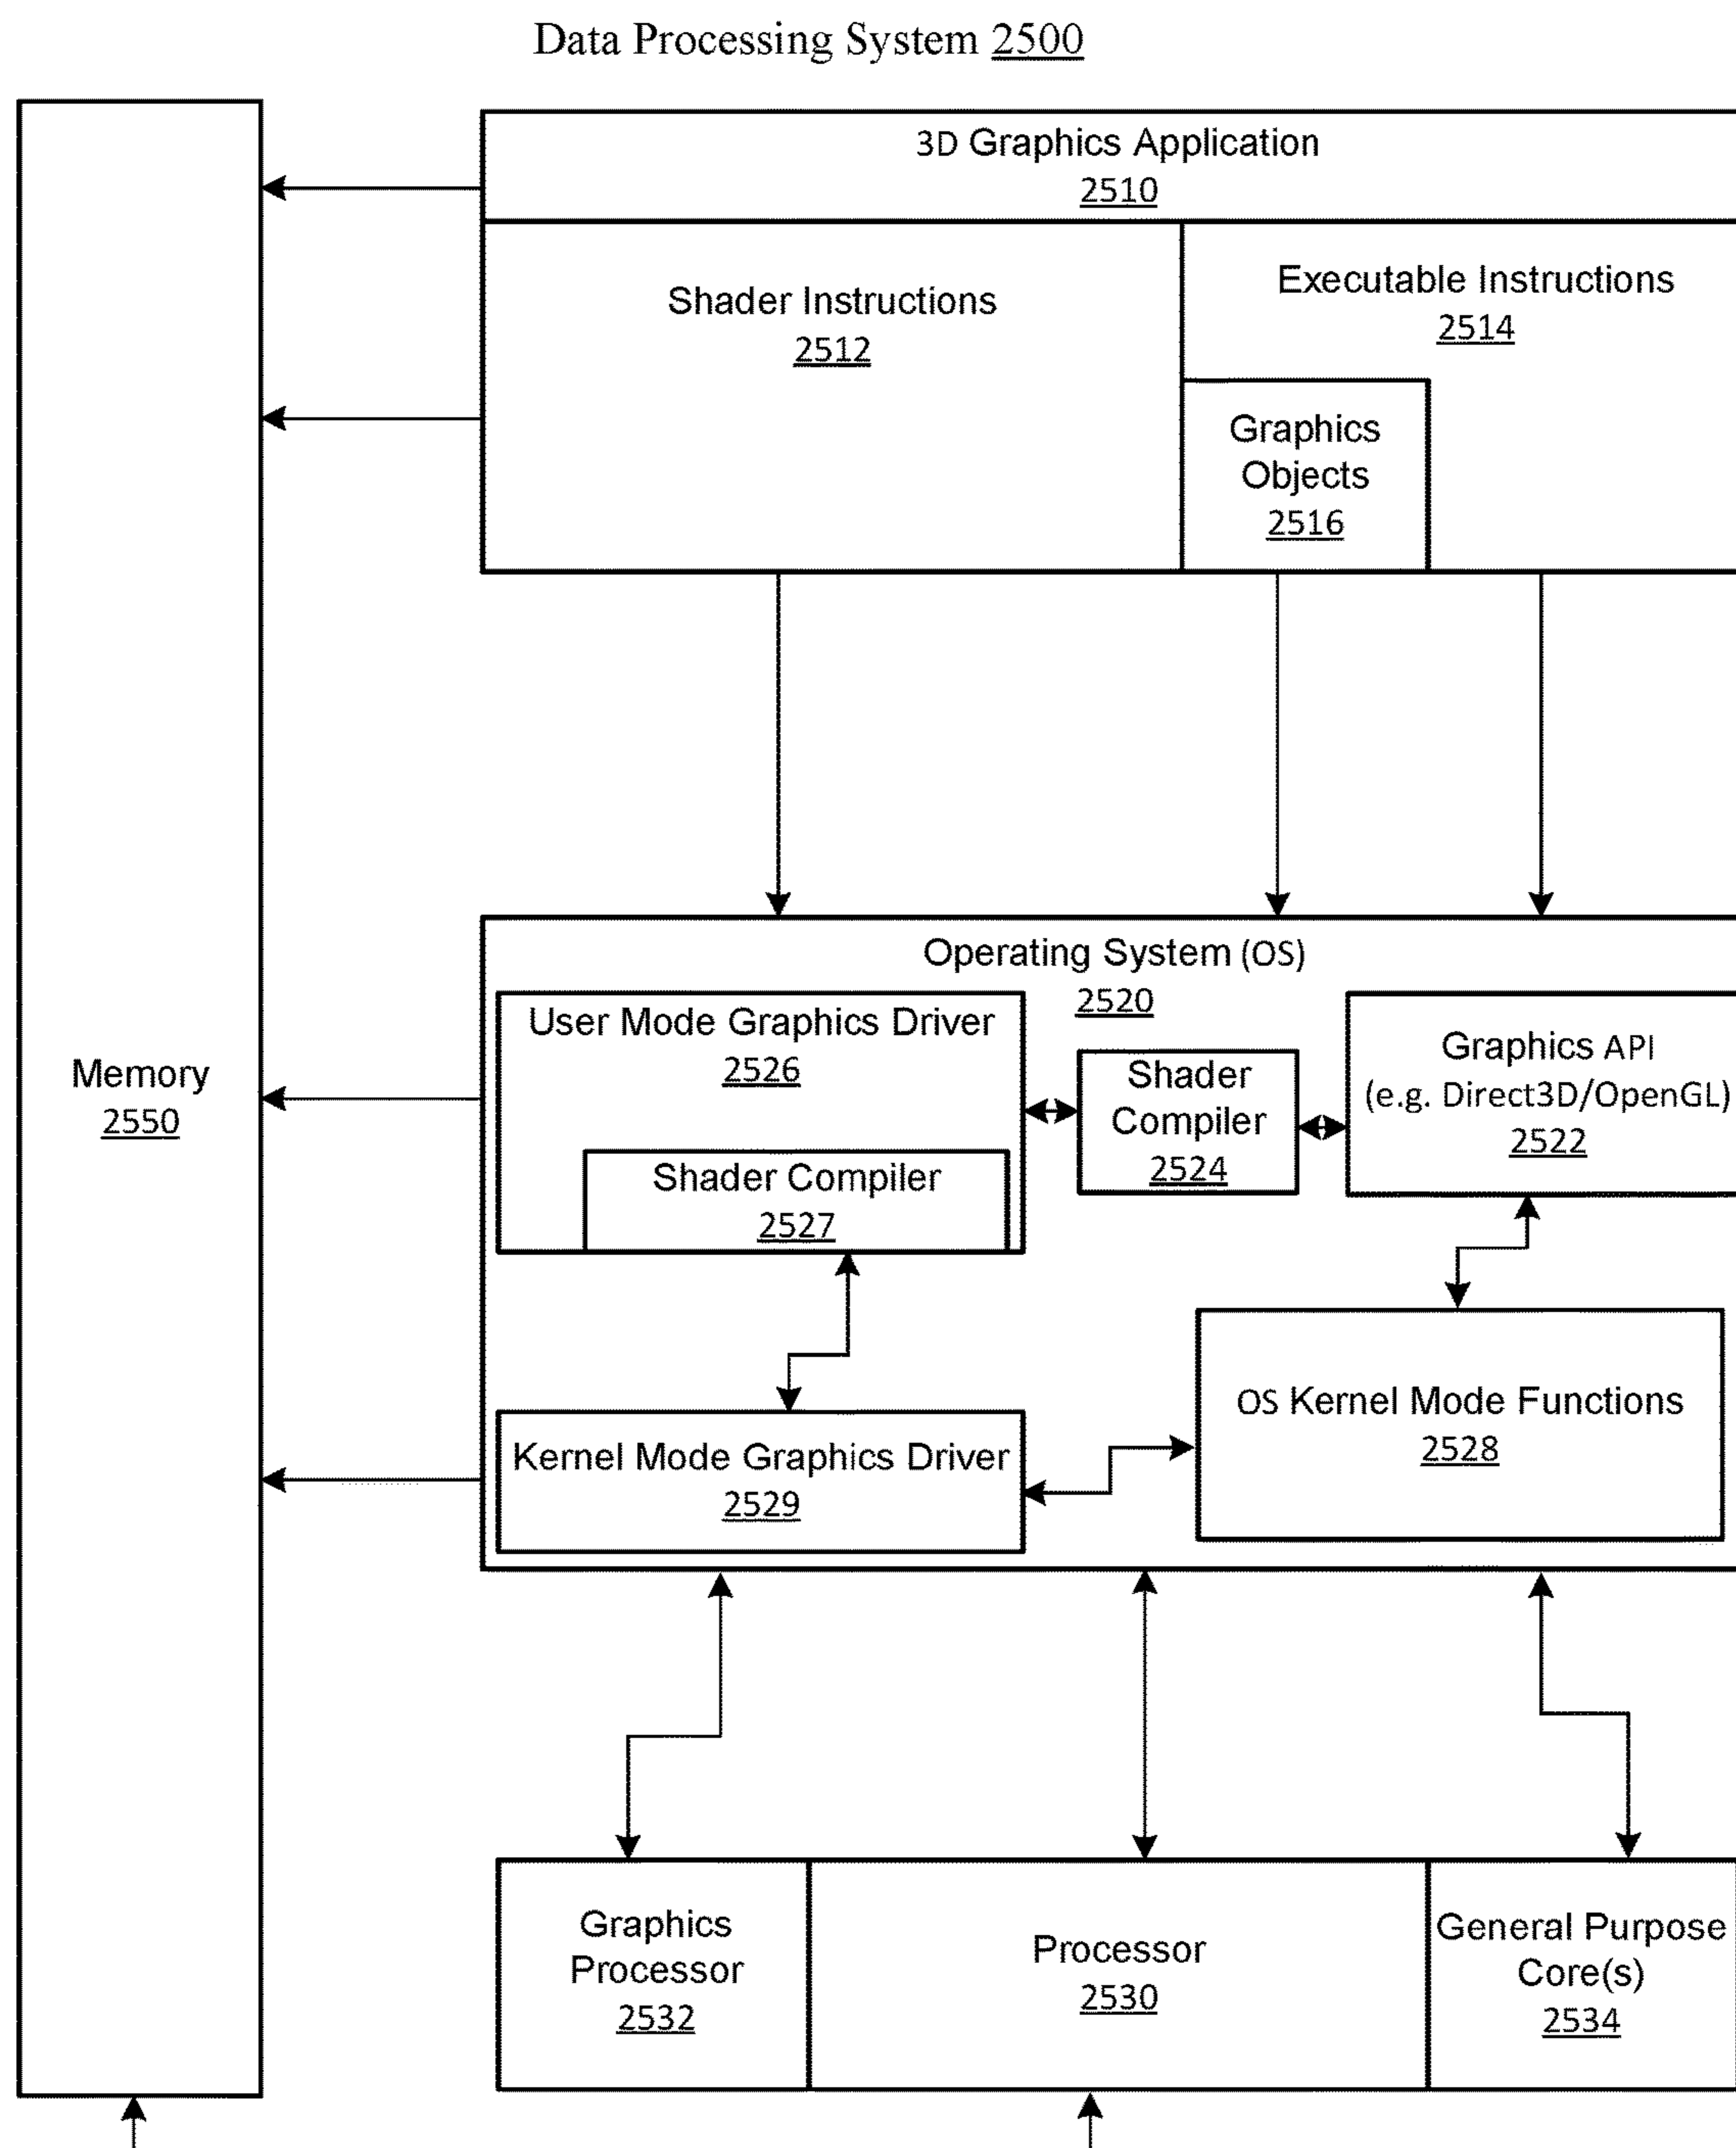 Data Processing System 2500
3D Graphics Application
2510
Shader Instructions
2512
Executable Instructions
2514
Graphics
Objects
2516
Memory
2550
Operating System (OS)
2520
User Mode Graphics Driver
2526
Shader Compiler
2527
Shader
Compiler
2524
Graphics API
(e.g. Direct3D/OpenGL)
2522
Kernel Mode Graphics Driver
2529
OS Kernel Mode Functions
2528
Graphics
Processor
2532
Processor
2530
General Purpose
Core(s)
2534